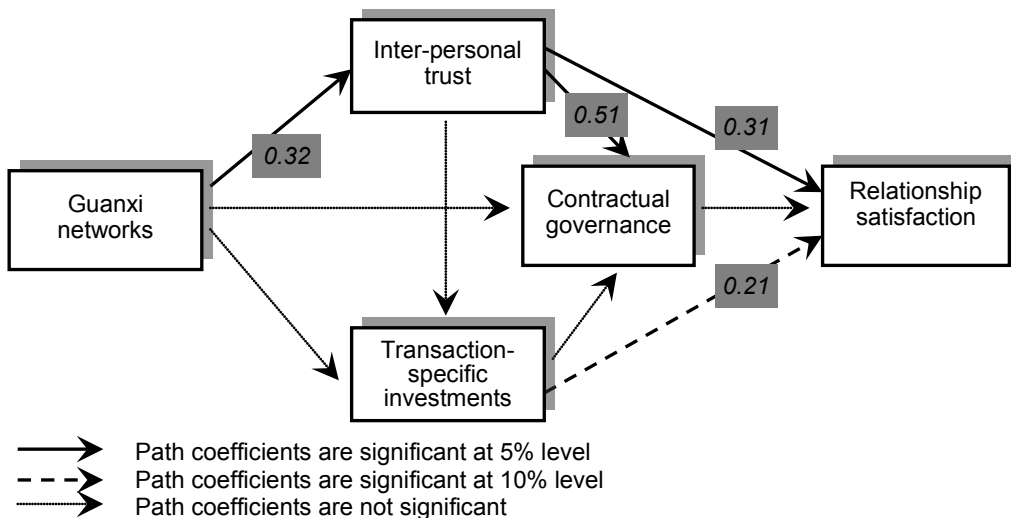 Inter-personal
trust
0.51
0.31
0.32
Guanxi
networks
Contractual
governance
Relationship
satisfaction
0.21
Transaction-
specific
investments
Path coefficients are significant at 5% level
Path coefficients are significant at 10% level
Path coefficients are not significant